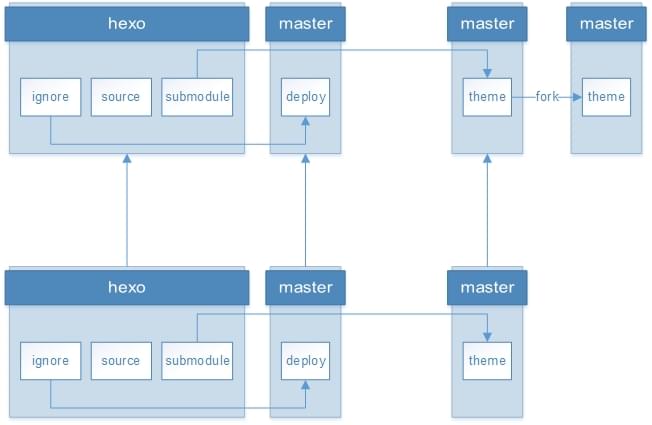 hexo
master
master
master
ignore
source
submodule
deploy
theme
fork
theme
hexo
master
master
ignore
source
submodule
deploy
theme